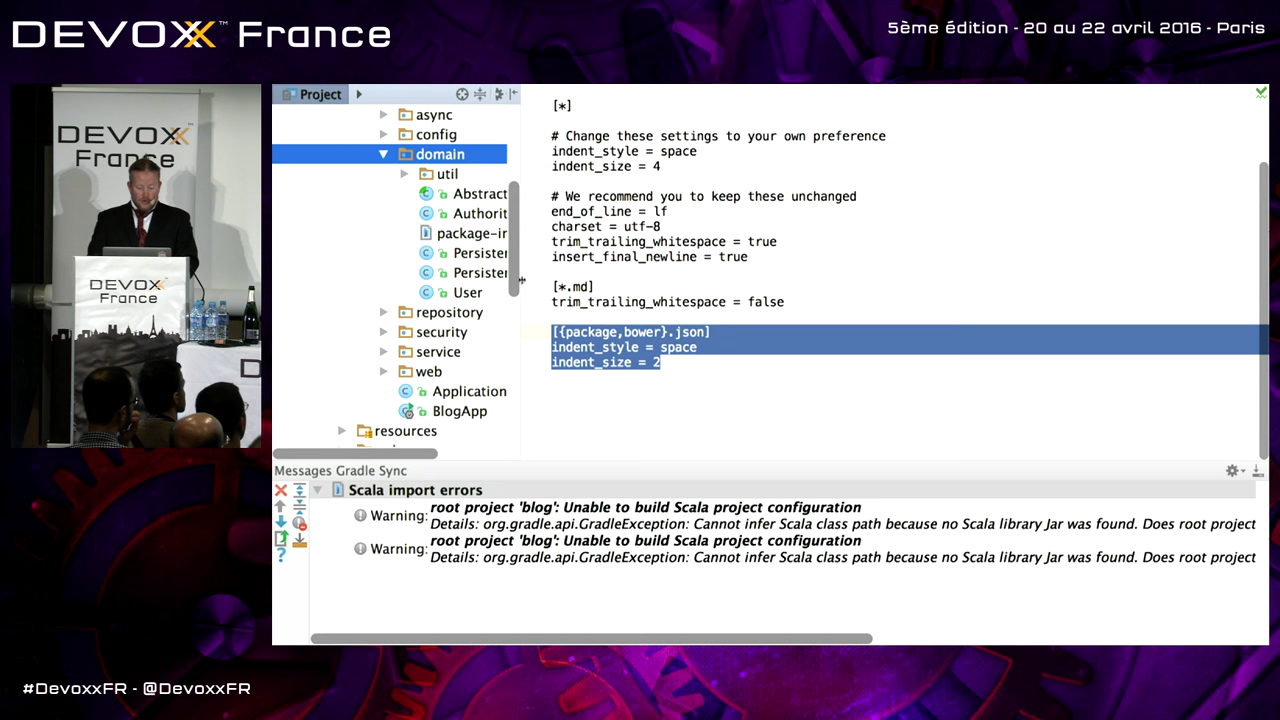 DEVOXX™ France
5ème édition - 20 au 22 avril 2016 - Paris
DEVOXX™
France
DEVOXX™
France
D
Project
async
config
domain
util
Abstract
Authorit
package-in
Persister
Persister
User
repository
security
service
web
Application
BlogApp
resources
[*]
# Change these settings to your own preference
indent_style = space
indent_size = 4
# We recommend you to keep these unchanged
end_of_line = lf
charset = utf-8
trim_trailing_whitespace = true
insert_final_newline = true
[*.md]
trim_trailing_whitespace = false
[{package,bower}.json]
indent_style = space
indent_size = 2
Messages Gradle Sync
Scala import errors
Warning: root project 'blog': Unable to build Scala project configuration
Details: org.gradle.api.GradleException: Cannot infer Scala class path because no Scala library Jar was found. Does root project
Warning: root project 'blog': Unable to build Scala project configuration
Details: org.gradle.api.GradleException: Cannot infer Scala class path because no Scala library Jar was found. Does root project
#DevoxxFR - @DevoxxFR